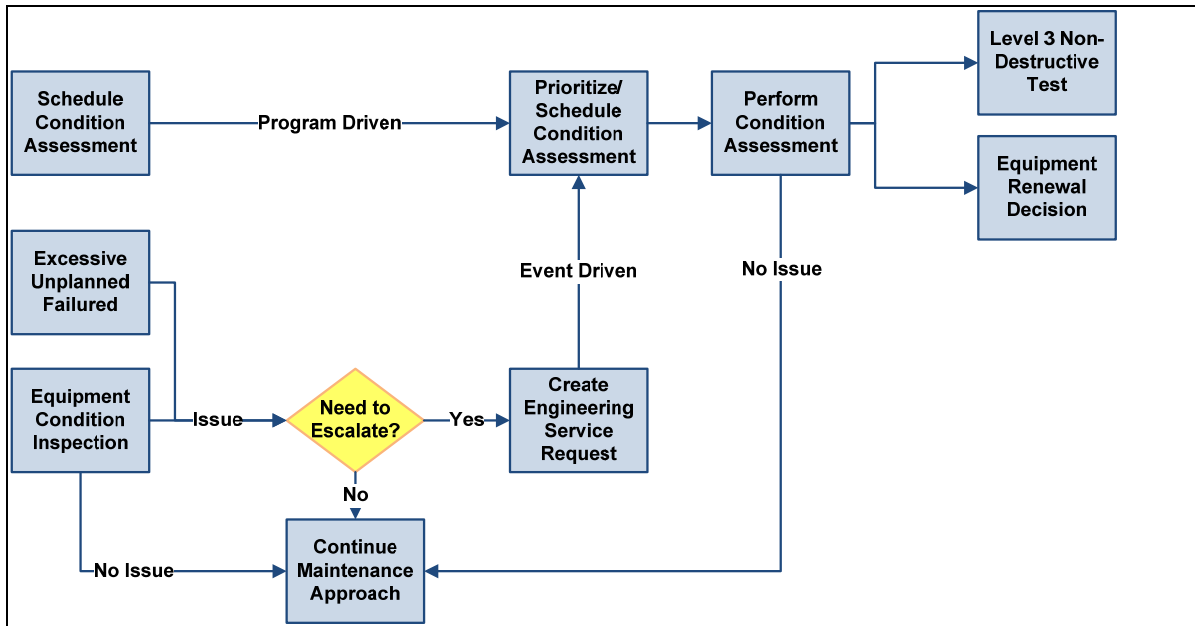 Schedule
Condition
Assessment
Program Driven
Prioritize/
Schedule
Condition
Assessment
Perform
Condition
Assessment
Level 3 Non-
Destructive
Test
Equipment
Renewal
Decision
Excessive
Unplanned
Failured
Event Driven
No Issue
Equipment
Condition
Inspection
Issue
Need to
Escalate?
Yes
Create
Engineering
Service
Request
No
No Issue
Continue
Maintenance
Approach